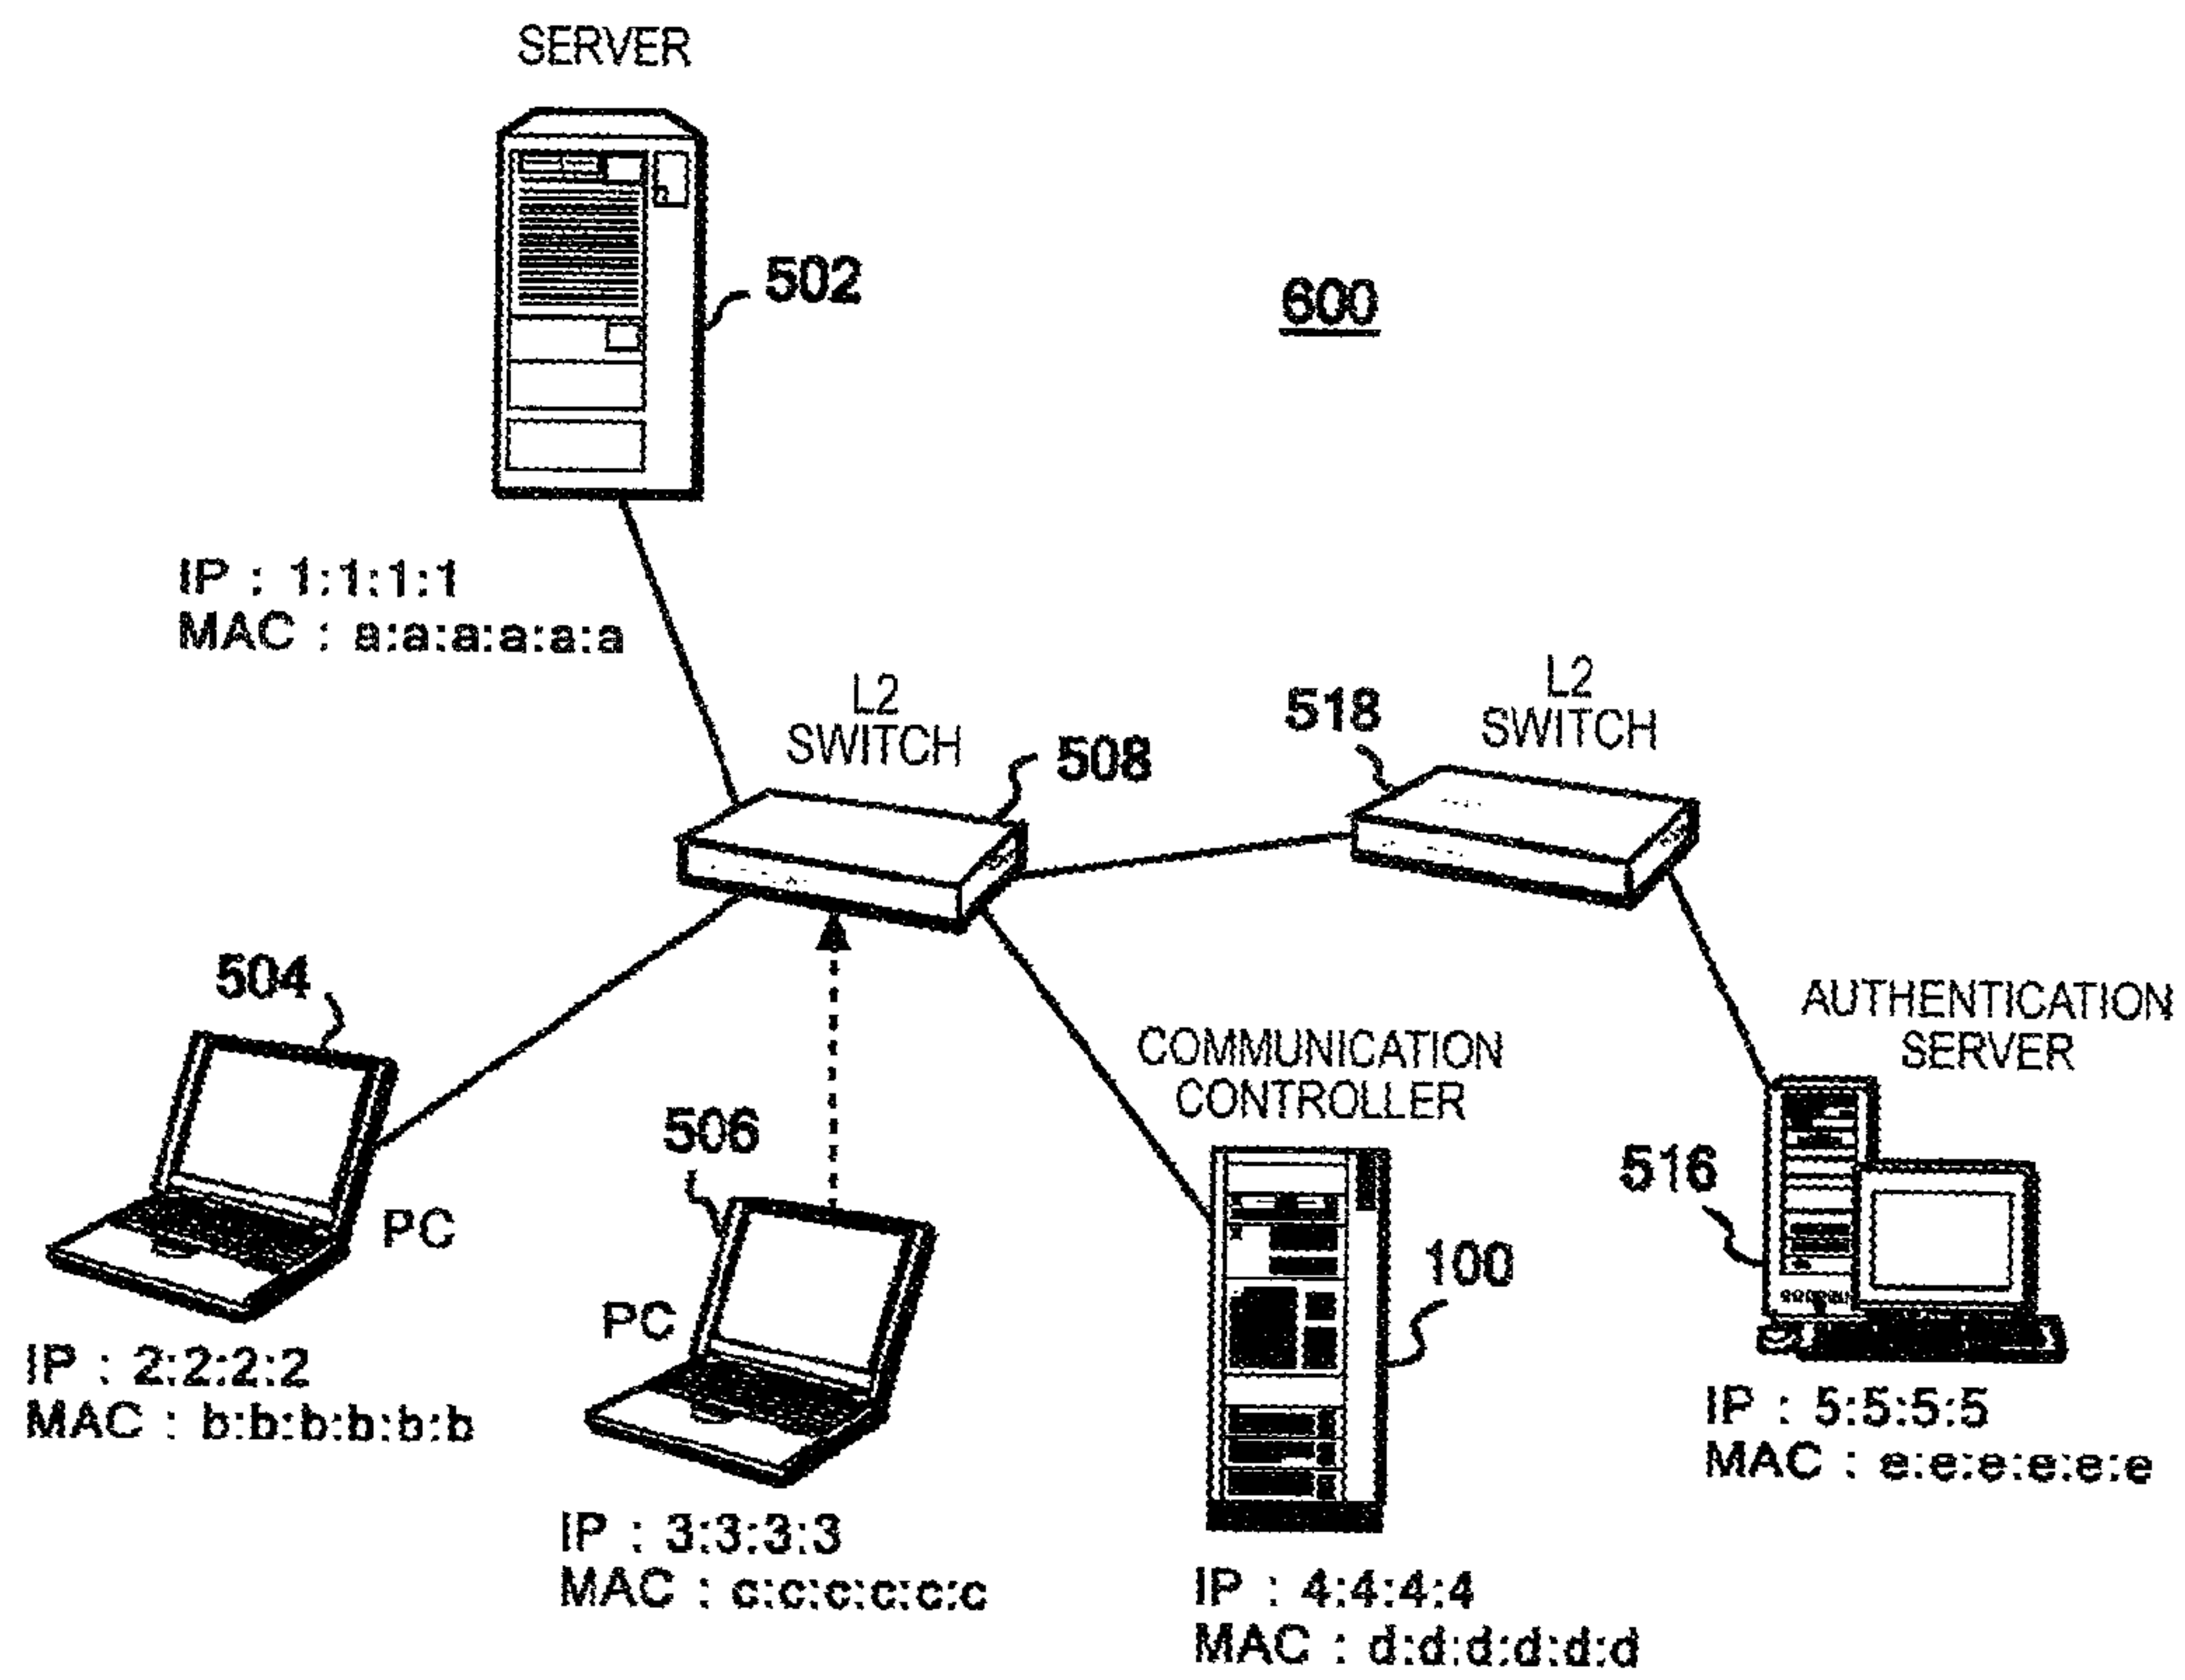 SERVER
502
600
IP : 1:1:1:1
MAC : a:a:a:a:a:a
L2
SWITCH
508
518
L2
SWITCH
504
PC
IP : 2:2:2:2
MAC : b:b:b:b:b:b
506
PC
IP : 3:3:3:3
MAC : c:c:c:c:c:c
COMMUNICATION
CONTROLLER
100
IP : 4:4:4:4
MAC : d:d:d:d:d:d
AUTHENTICATION
SERVER
516
IP : 5:5:5:5
MAC : e:e:e:e:e:e